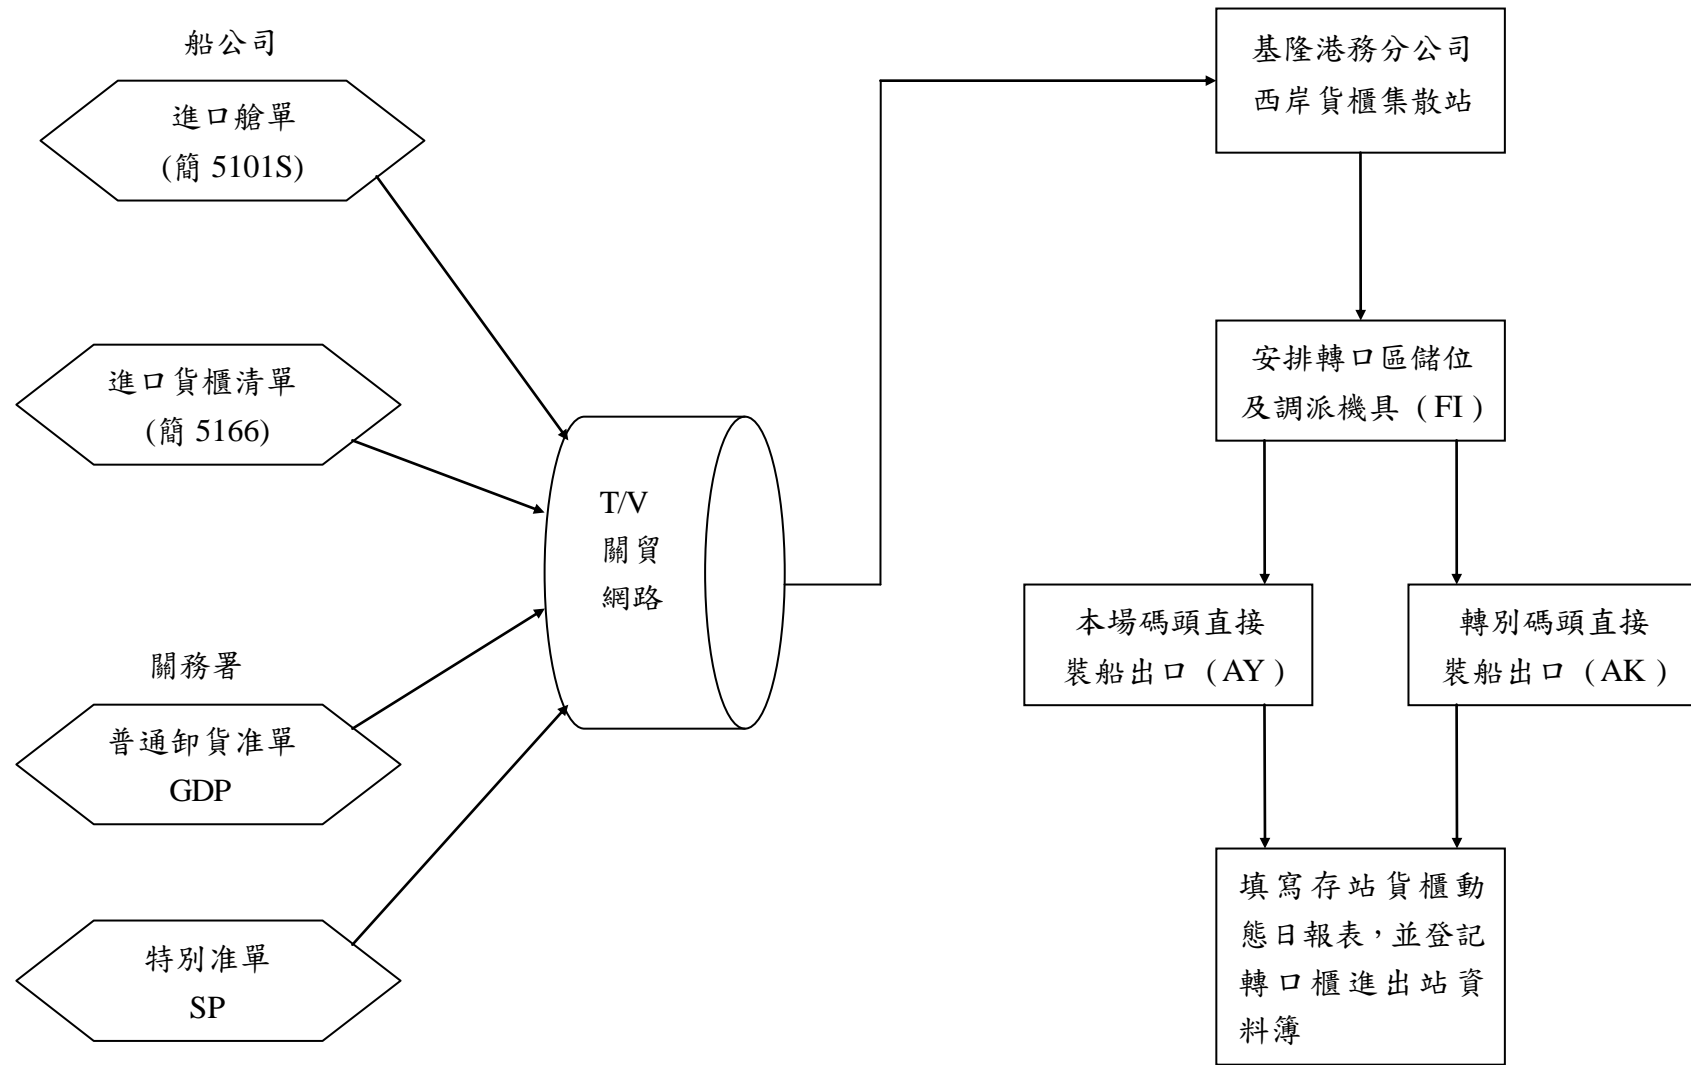 船公司
進口艙單
(簡 5101S)
進口貨櫃清單
(簡 5166)
關務署
普通卸貨准單
GDP
特別准單
SP
T/V
關貿
網路
基隆港務分公司
西岸貨櫃集散站
安排轉口區儲位
及調派機具 ( FI )
本場碼頭直接
裝船出口 ( AY )
轉別碼頭直接
裝船出口 ( AK )
填寫存站貨櫃動
態日報表，並登記
轉口櫃進出站資
料簿